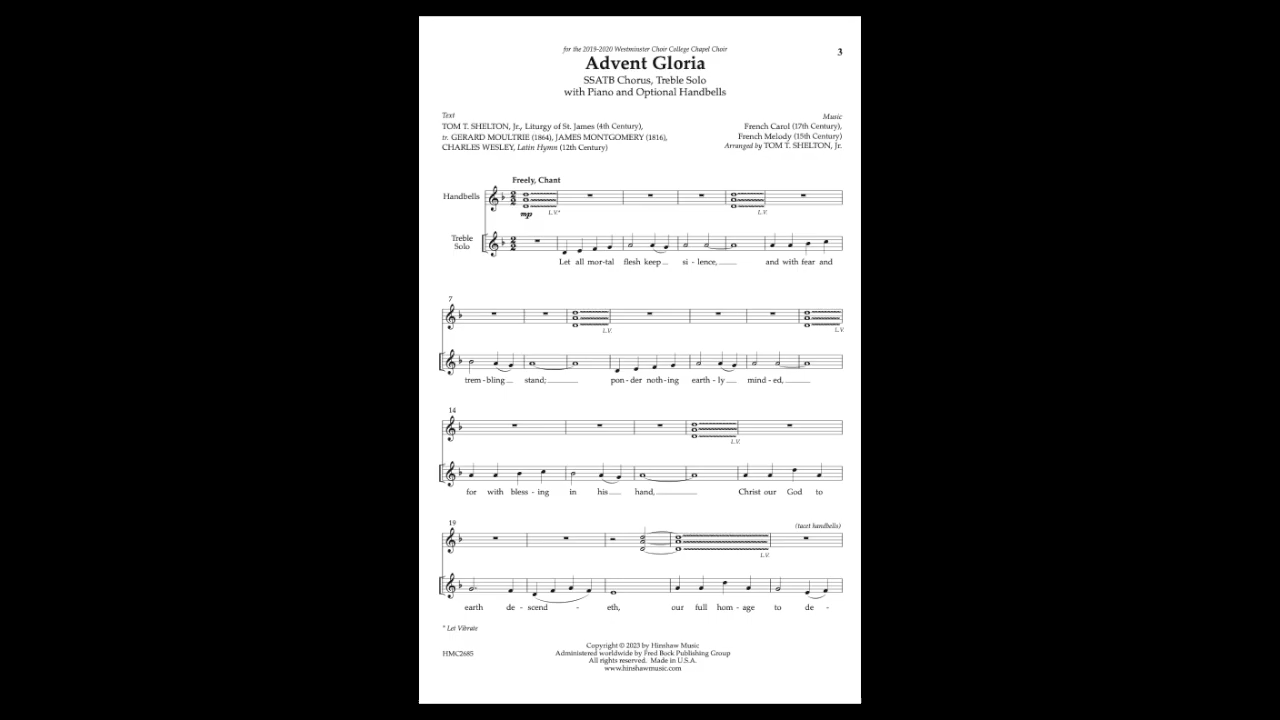 for the 2019-2020 Westminster Choir College Chapel Choir
3
Advent Gloria
SSATB Chorus, Treble Solo
with Piano and Optional Handbells
Text
TOM T. SHELTON, Jr., Liturgy of St. James (4th Century),
tr. GERARD MOULTRIE (1864), JAMES MONTGOMERY (1816),
CHARLES WESLEY, Latin Hymn (12th Century)
Music
French Carol (17th Century),
French Melody (15th Century)
Arranged by TOM T. SHELTON, Jr.
Freely, Chant
Handbells
mp
L.V.*
L.V.
Treble
Solo
Let all mor-tal flesh keep si - lence, and with fear and
7
L.V.
L.V.
trem-bling stand; pon-der noth-ing earth-ly mind-ed,
14
L.V.
for with bless - ing in his hand, Christ our God to
19
(tacet handbells)
L.V.
earth de - scend - eth, our full hom - age to de -
* Let Vibrate
HMC2685
Copyright © 2023 by Hinshaw Music
Administered worldwide by Fred Bock Publishing Group
All rights reserved. Made in U.S.A.
www.hinshawmusic.com